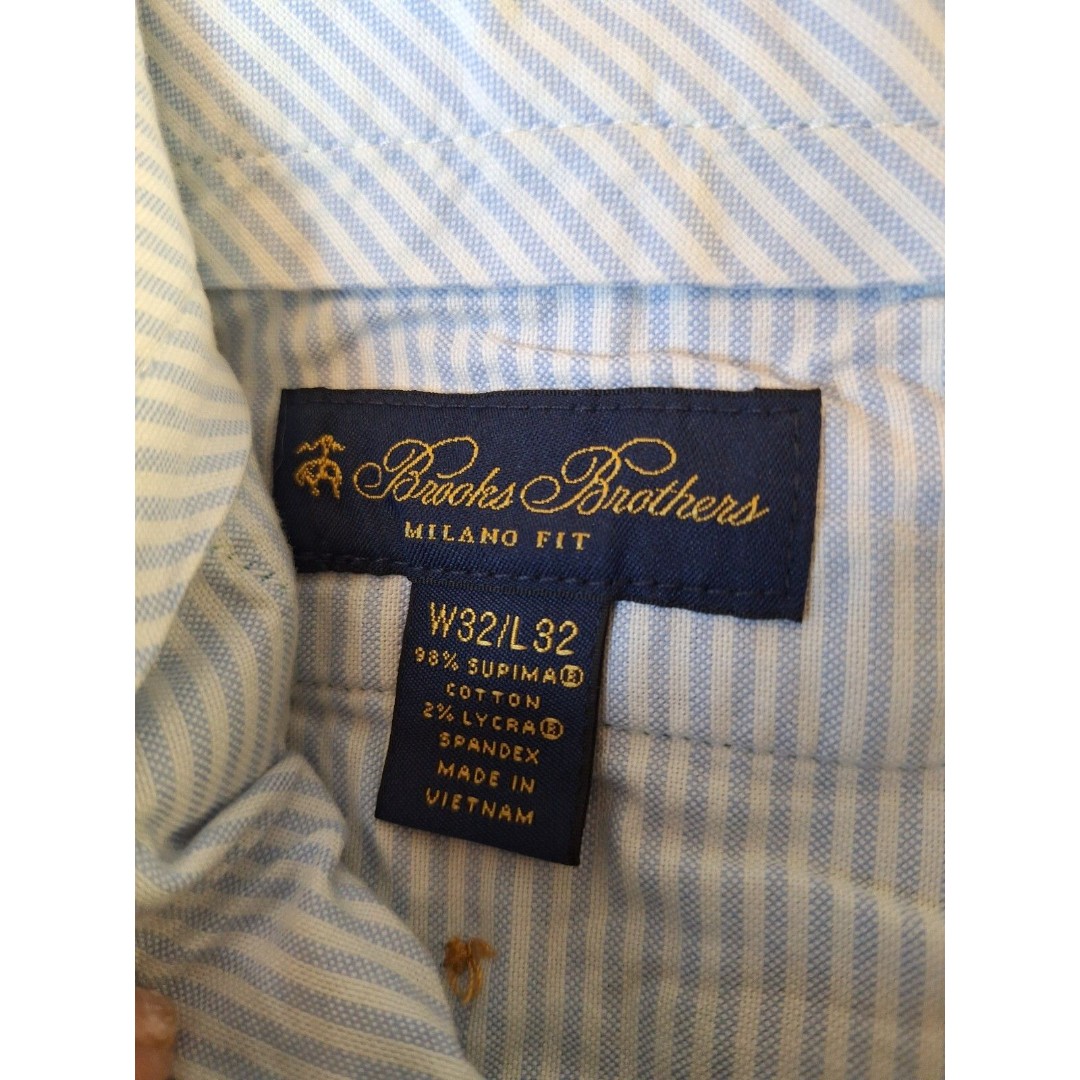 Brooks Brothers
MILANO FIT
W32/L32
98% SUPIMA®
COTTON
2% LYCRA®
SPANDEX
MADE IN
VIETNAM